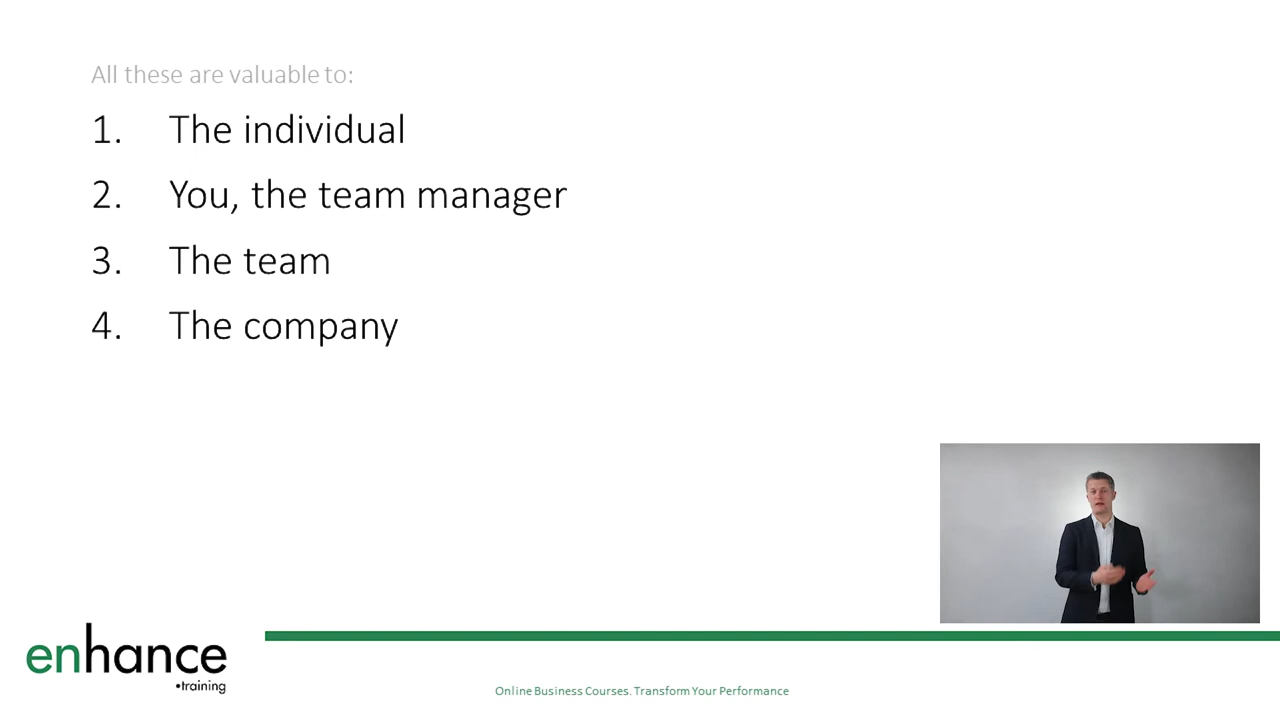 All these are valuable to:
1. The individual
2. You, the team manager
3. The team
4. The company
enhance
•training
Online Business Courses. Transform Your Performance